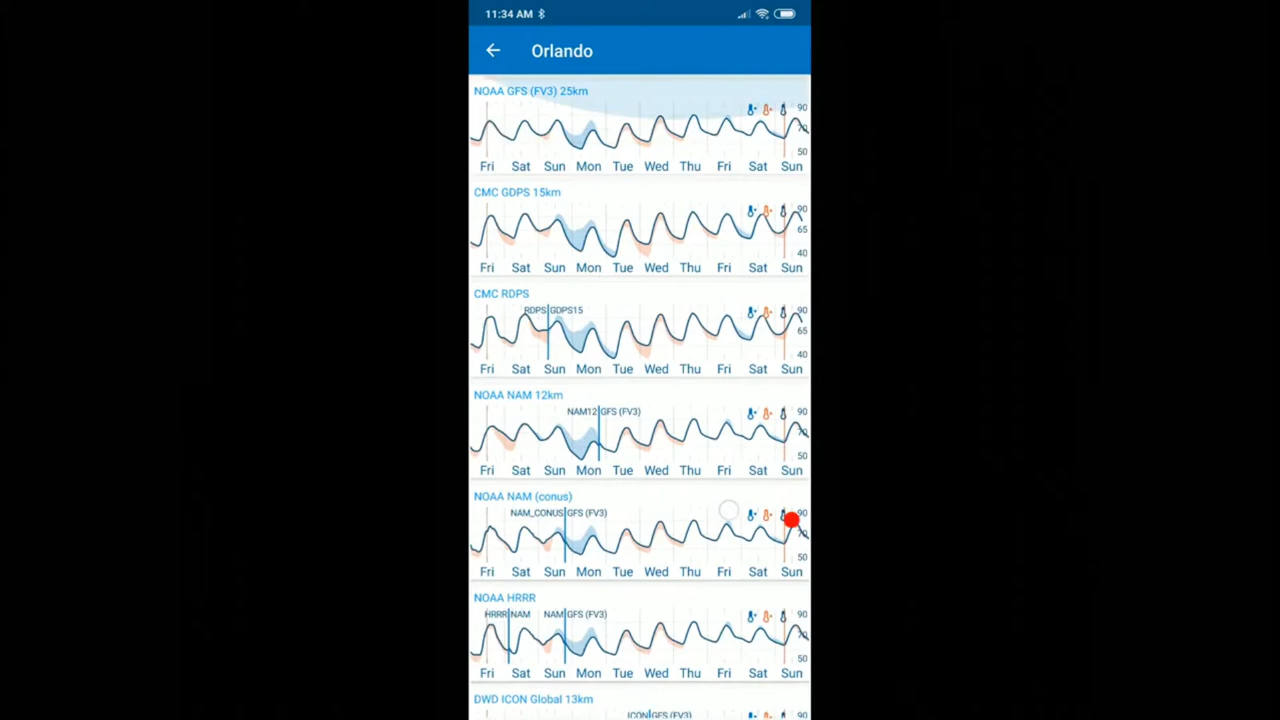 11:34 AM
Orlando
NOAA GFS (FV3) 25km
90
70
50
Fri Sat Sun Mon Tue Wed Thu Fri Sat Sun
CMC GDPS 15km
90
65
40
Fri Sat Sun Mon Tue Wed Thu Fri Sat Sun
CMC RDPS
RDPS GDPS15
90
65
40
Fri Sat Sun Mon Tue Wed Thu Fri Sat Sun
NOAA NAM 12km
NAM12 GFS (FV3)
90
70
50
Fri Sat Sun Mon Tue Wed Thu Fri Sat Sun
NOAA NAM (conus)
NAM_CONUS GFS (FV3)
90
70
50
Fri Sat Sun Mon Tue Wed Thu Fri Sat Sun
NOAA HRRR
HRRR NAM NAM GFS (FV3)
90
70
50
Fri Sat Sun Mon Tue Wed Thu Fri Sat Sun
DWD ICON Global 13km
ICON GFS (FV3)
90